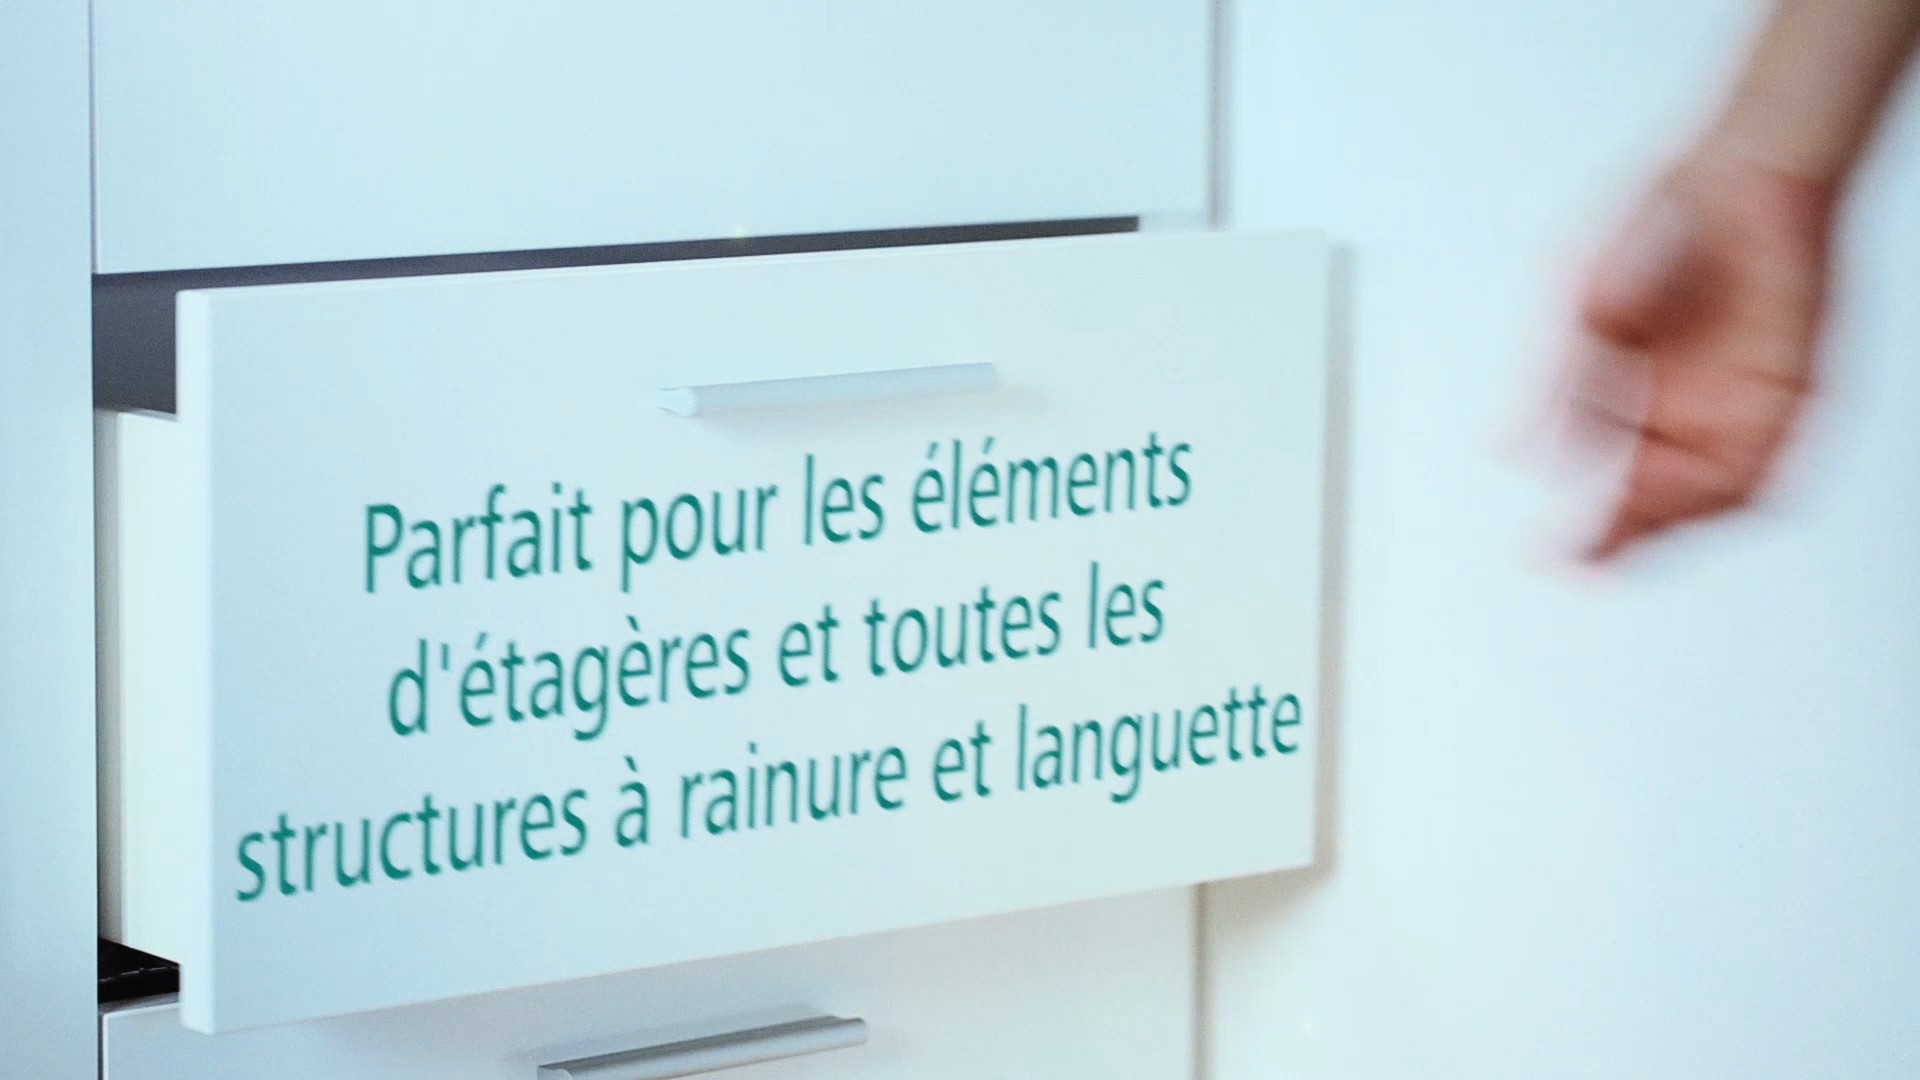 Parfait pour les éléments
d'étagères et toutes les
structures à rainure et languette